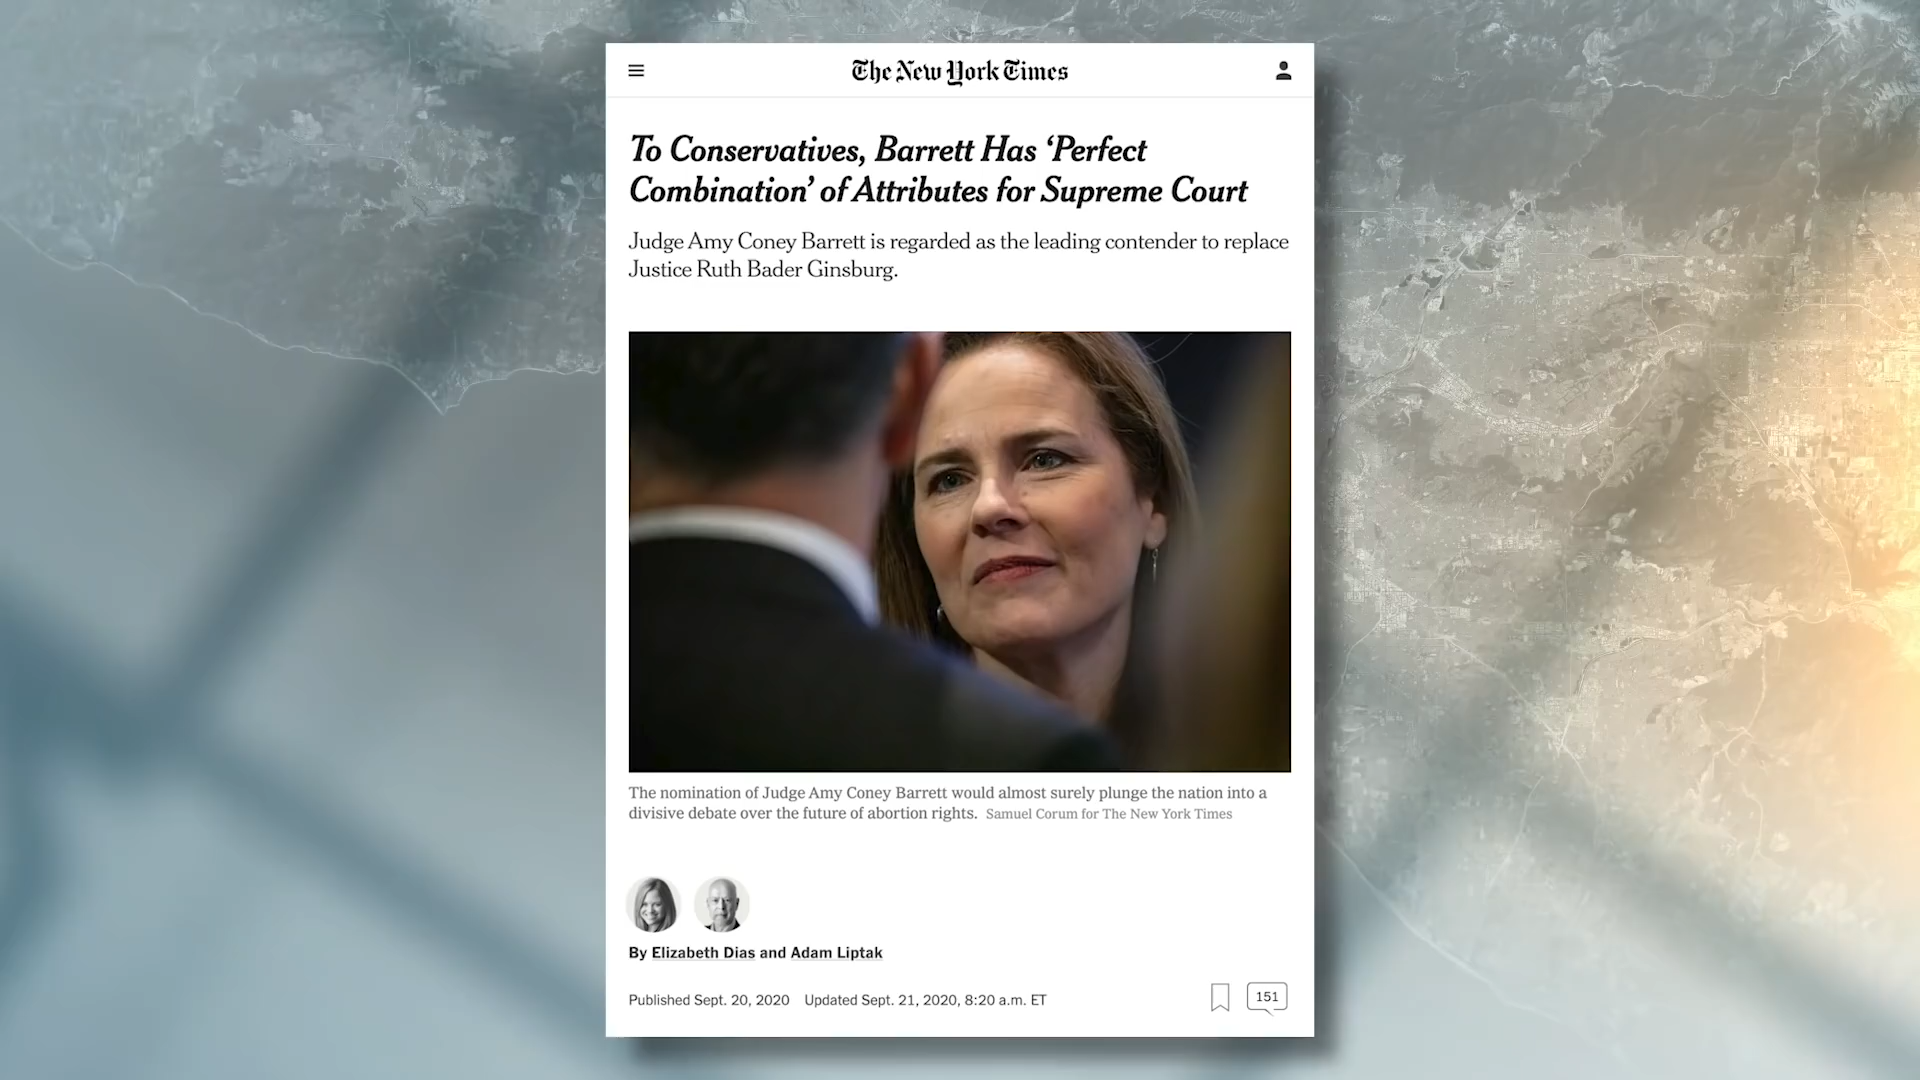 The New York Times
To Conservatives, Barrett Has ‘Perfect
Combination’ of Attributes for Supreme Court
Judge Amy Coney Barrett is regarded as the leading contender to replace
Justice Ruth Bader Ginsburg.
The nomination of Judge Amy Coney Barrett would almost surely plunge the nation into a
divisive debate over the future of abortion rights. Samuel Corum for The New York Times
By Elizabeth Dias and Adam Liptak
Published Sept. 20, 2020 Updated Sept. 21, 2020, 8:20 a.m. ET
151